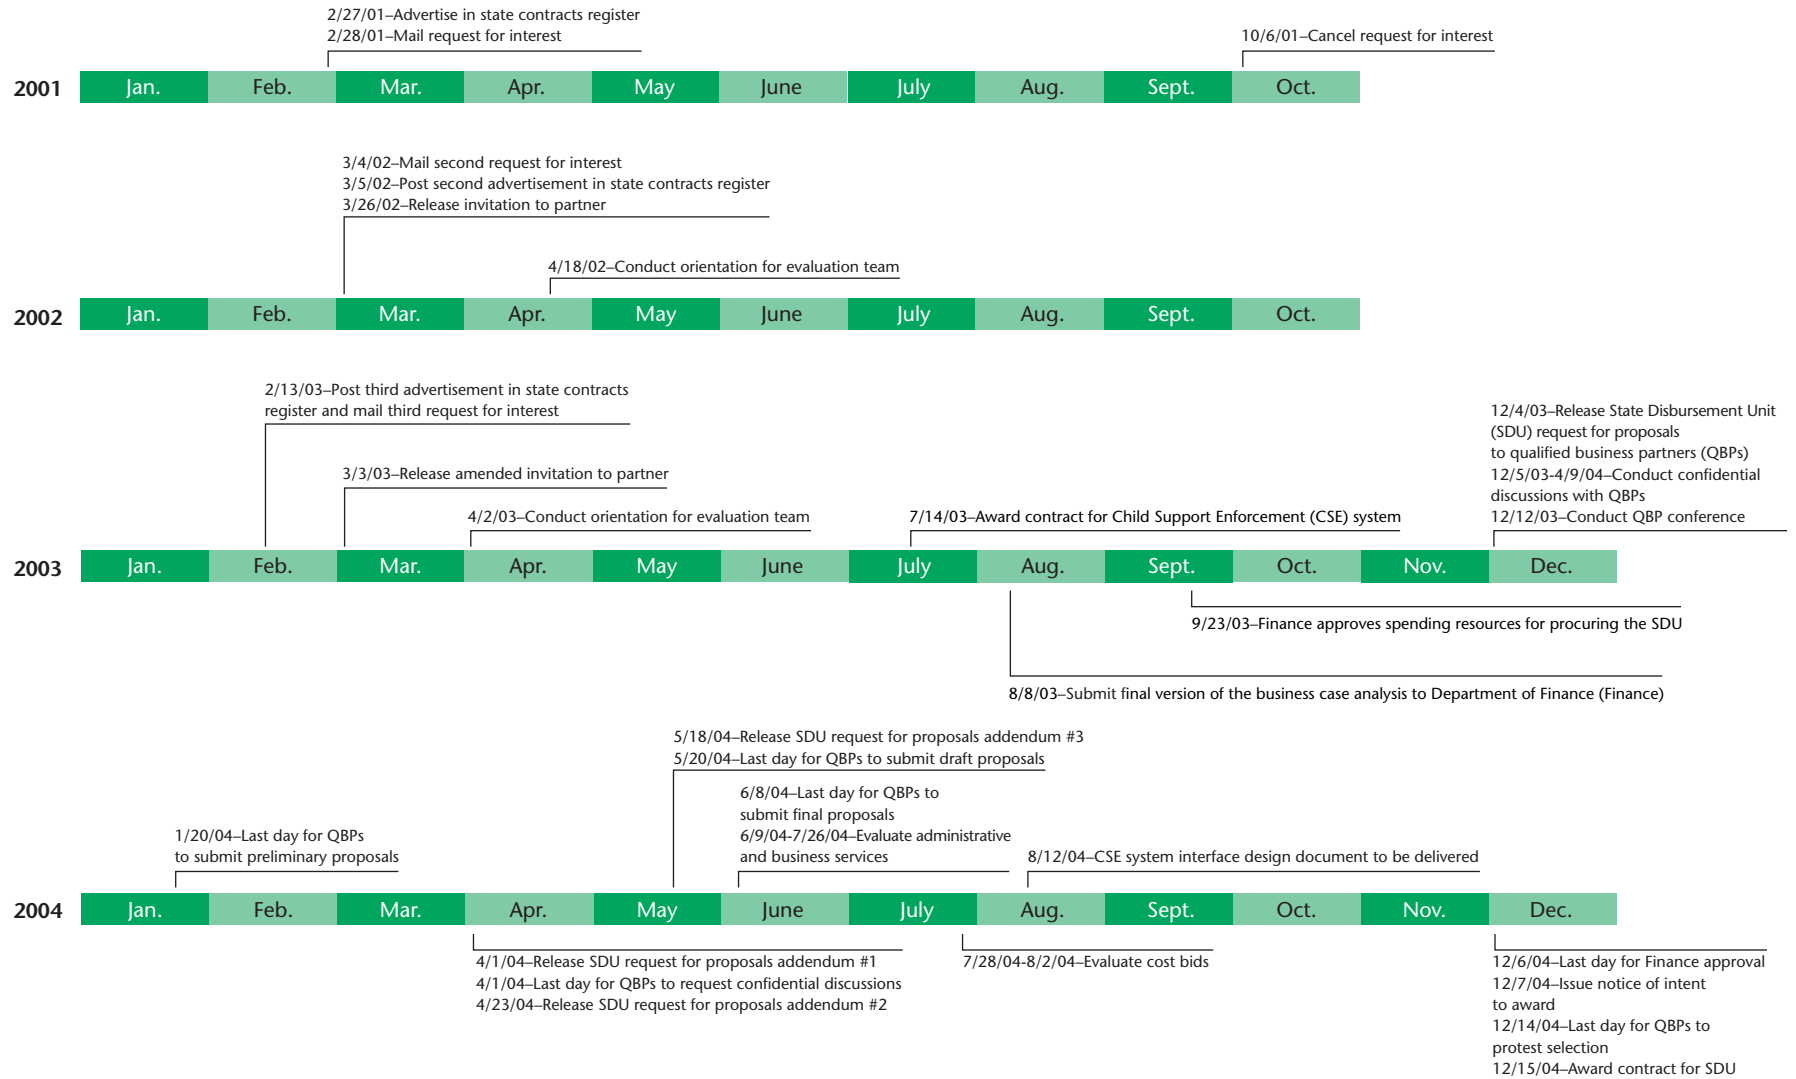 2/27/01–Advertise in state contracts register
2/28/01–Mail request for interest
10/6/01–Cancel request for interest
2001 Jan. Feb. Mar. Apr. May June July Aug. Sept. Oct.
3/4/02–Mail second request for interest
3/5/02–Post second advertisement in state contracts register
3/26/02–Release invitation to partner
4/18/02–Conduct orientation for evaluation team
2002 Jan. Feb. Mar. Apr. May June July Aug. Sept. Oct.
2/13/03–Post third advertisement in state contracts
register and mail third request for interest
3/3/03–Release amended invitation to partner
4/2/03–Conduct orientation for evaluation team
7/14/03–Award contract for Child Support Enforcement (CSE) system
12/4/03–Release State Disbursement Unit
(SDU) request for proposals
to qualified business partners (QBPs)
12/5/03-4/9/04–Conduct confidential
discussions with QBPs
12/12/03–Conduct QBP conference
2003 Jan. Feb. Mar. Apr. May June July Aug. Sept. Oct. Nov. Dec.
9/23/03–Finance approves spending resources for procuring the SDU
8/8/03–Submit final version of the business case analysis to Department of Finance (Finance)
5/18/04–Release SDU request for proposals addendum #3
5/20/04–Last day for QBPs to submit draft proposals
6/8/04–Last day for QBPs to
submit final proposals
6/9/04-7/26/04–Evaluate administrative
and business services
1/20/04–Last day for QBPs
to submit preliminary proposals
8/12/04–CSE system interface design document to be delivered
2004 Jan. Feb. Mar. Apr. May June July Aug. Sept. Oct. Nov. Dec.
4/1/04–Release SDU request for proposals addendum #1
4/1/04–Last day for QBPs to request confidential discussions
4/23/04–Release SDU request for proposals addendum #2
7/28/04-8/2/04–Evaluate cost bids
12/6/04–Last day for Finance approval
12/7/04–Issue notice of intent
to award
12/14/04–Last day for QBPs to
protest selection
12/15/04–Award contract for SDU